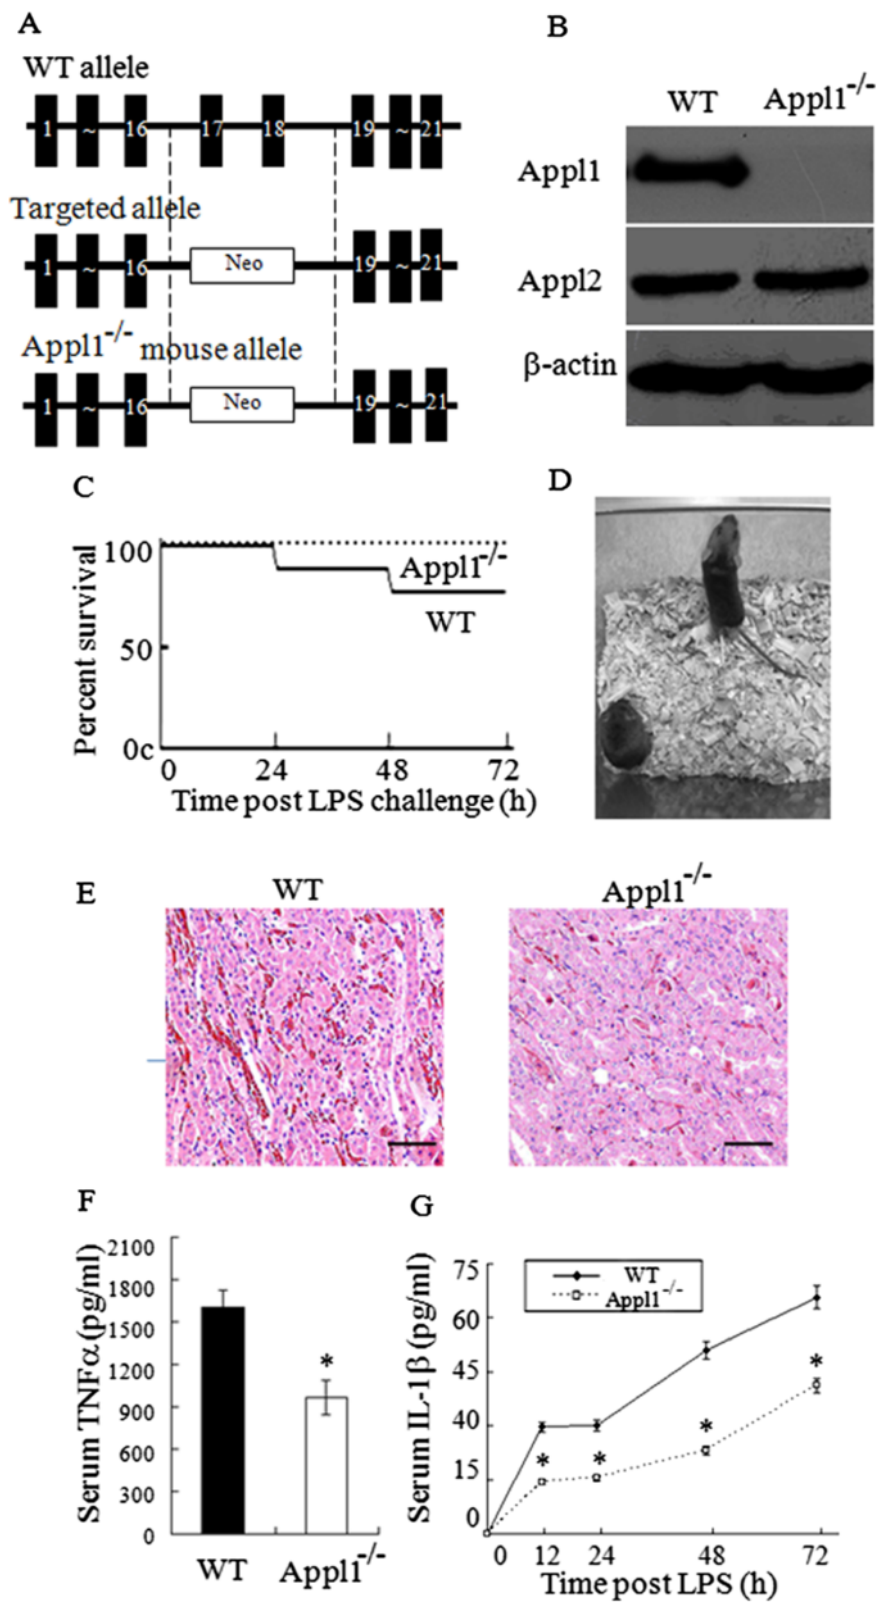 A
WT allele
1 ~ 16 17 18 19 ~ 21
Targeted allele
1 ~ 16 Neo 19 ~ 21
Appl1-/- mouse allele
1 ~ 16 Neo 19 ~ 21
B
WT Appl1-/-
Appl1
Appl2
β-actin
C
Percent survival
100
50
0c
Appl1-/-
WT
0 24 48 72
Time post LPS challenge (h)
D
E
WT Appl1-/-
F
Serum TNFα (pg/ml)
2100
1800
1500
1200
900
600
300
0
*
WT Appl1-/-
G
Serum IL-1β (pg/ml)
75
60
45
40
15
0
WT
Appl1-/-
* * * *
0 12 24 48 72
Time post LPS (h)